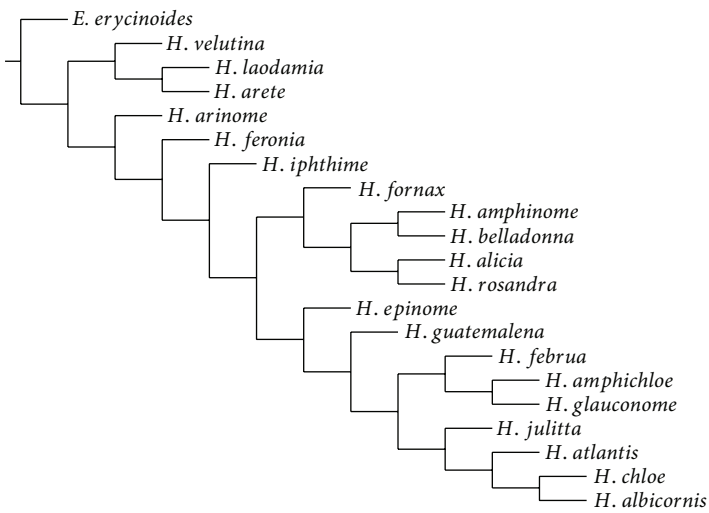 E. erycinoides
H. velutina
H. laodamia
H. arete
H. arinome
H. feronia
H. iphthime
H. fornax
H. amphinome
H. belladonna
H. alicia
H. rosandra
H. epinome
H. guatemalena
H. februa
H. amphichloe
H. glauconome
H. julitta
H. atlantis
H. chloe
H. albicornis